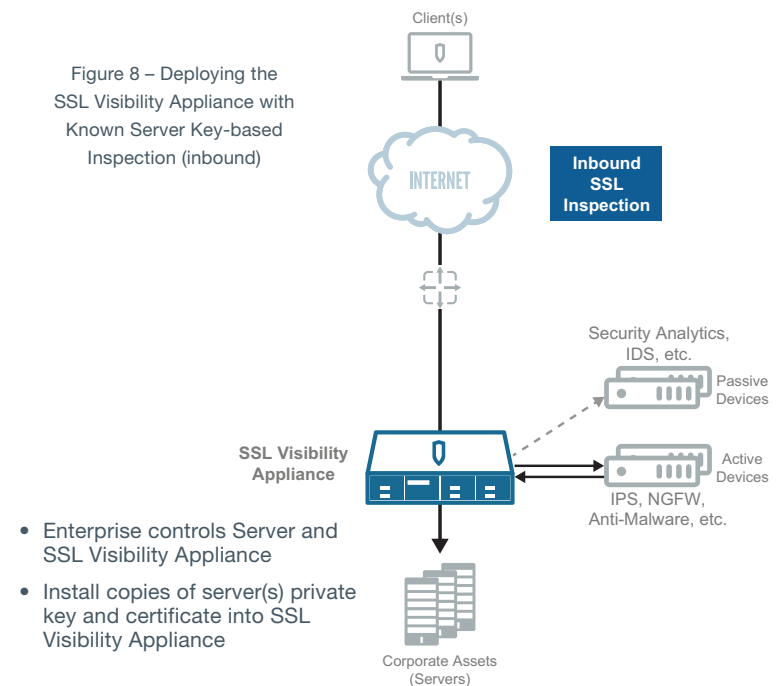 Client(s)
Figure 8 – Deploying the
SSL Visibility Appliance with
Known Server Key-based
Inspection (inbound)
INTERNET
Inbound
SSL
Inspection
Security Analytics,
IDS, etc.
Passive
Devices
SSL Visibility
Appliance
Active
Devices
IPS, NGFW,
Anti-Malware, etc.
• Enterprise controls Server and
SSL Visibility Appliance
• Install copies of server(s) private
key and certificate into SSL
Visibility Appliance
Corporate Assets
(Servers)